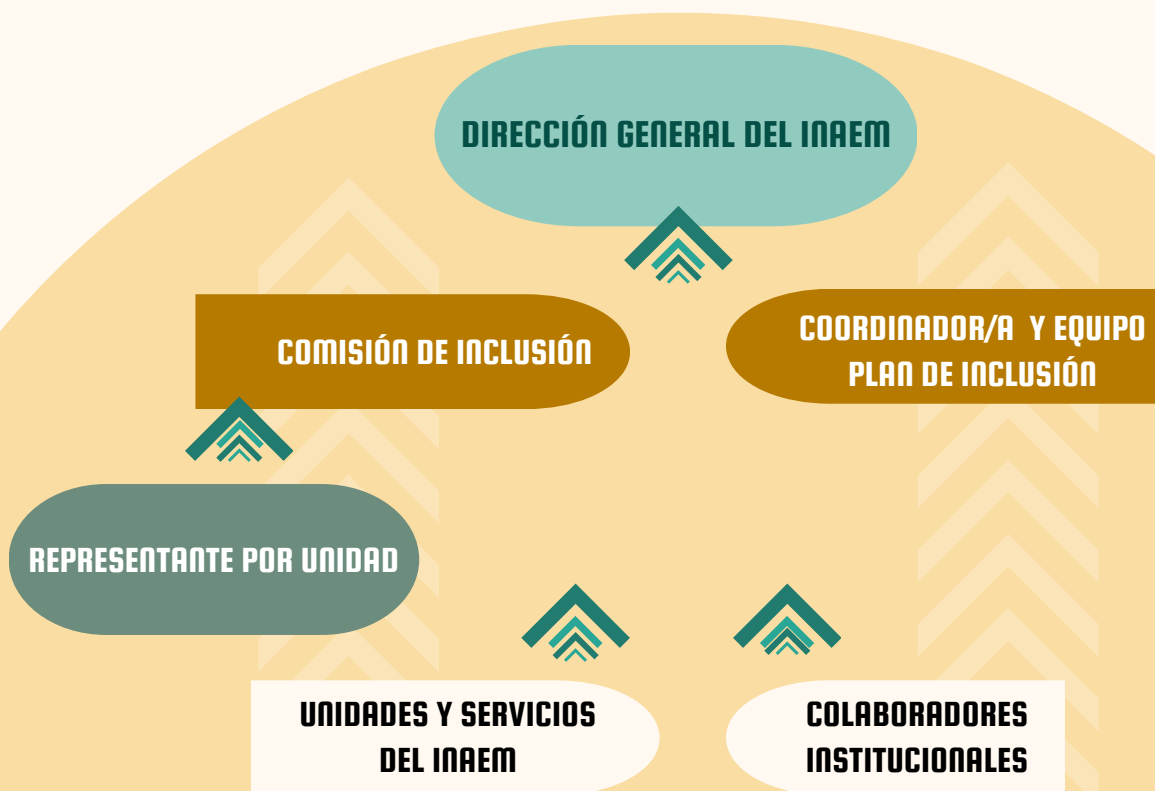 DIRECCIÓN GENERAL DEL INAEM
COMISIÓN DE INCLUSIÓN
COORDINADOR/A Y EQUIPO
PLAN DE INCLUSIÓN
REPRESENTANTE POR UNIDAD
UNIDADES Y SERVICIOS
DEL INAEM
COLABORADORES
INSTITUCIONALES